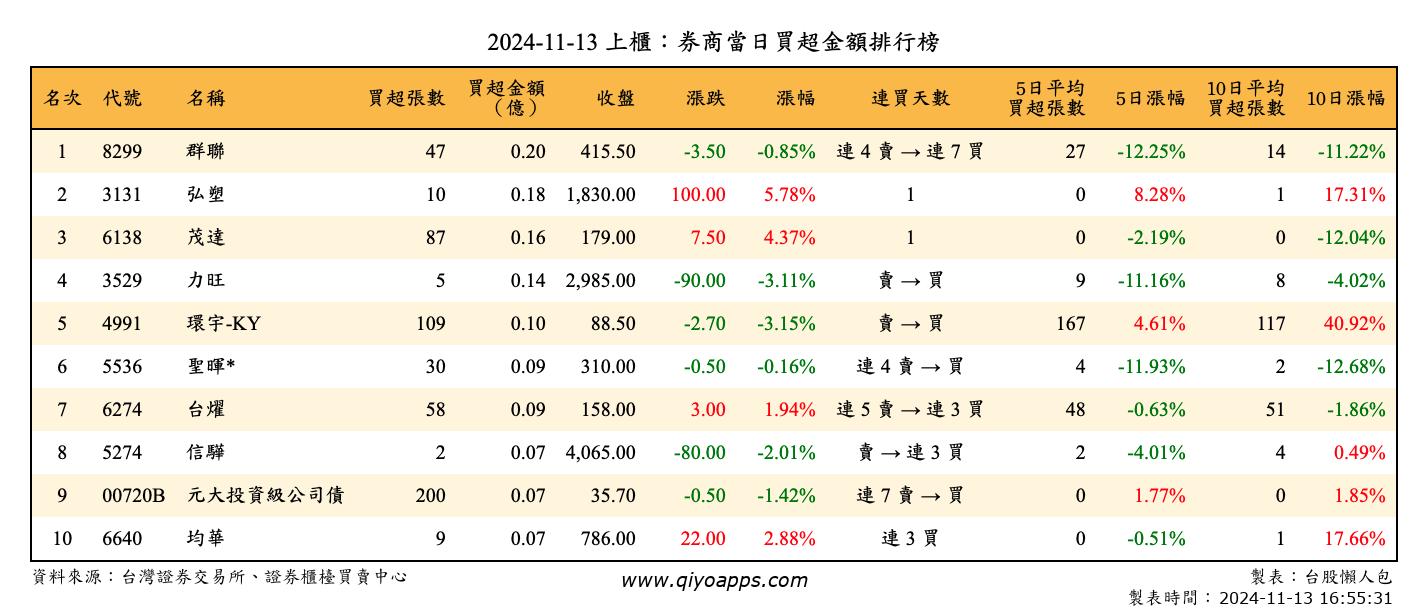 2024-11-13 上櫃：券商當日買超金額排行榜
名次 代號 名稱 買超張數 買超金額（億） 收盤 漲跌 漲幅 連買天數 5日平均買超張數 5日漲幅 10日平均買超張數 10日漲幅
1 8299 群聯 47 0.20 415.50 -3.50 -0.85% 連 4 賣 → 連 7 買 27 -12.25% 14 -11.22%
2 3131 弘塑 10 0.18 1,830.00 100.00 5.78% 1 0 8.28% 1 17.31%
3 6138 茂達 87 0.16 179.00 7.50 4.37% 1 0 -2.19% 0 -12.04%
4 3529 力旺 5 0.14 2,985.00 -90.00 -3.11% 賣 → 買 9 -11.16% 8 -4.02%
5 4991 環宇-KY 109 0.10 88.50 -2.70 -3.15% 賣 → 買 167 4.61% 117 40.92%
6 5536 聖暉* 30 0.09 310.00 -0.50 -0.16% 連 4 賣 → 買 4 -11.93% 2 -12.68%
7 6274 台燿 58 0.09 158.00 3.00 1.94% 連 5 賣 → 連 3 買 48 -0.63% 51 -1.86%
8 5274 信驊 2 0.07 4,065.00 -80.00 -2.01% 賣 → 連 3 買 2 -4.01% 4 0.49%
9 00720B 元大投資級公司債 200 0.07 35.70 -0.50 -1.42% 連 7 賣 → 買 0 1.77% 0 1.85%
10 6640 均華 9 0.07 786.00 22.00 2.88% 連 3 買 0 -0.51% 1 17.66%
資料來源：台灣證券交易所、證券櫃檯買賣中心 www.qiyoapps.com 製表：台股懶人包
製表時間：2024-11-13 16:55:31